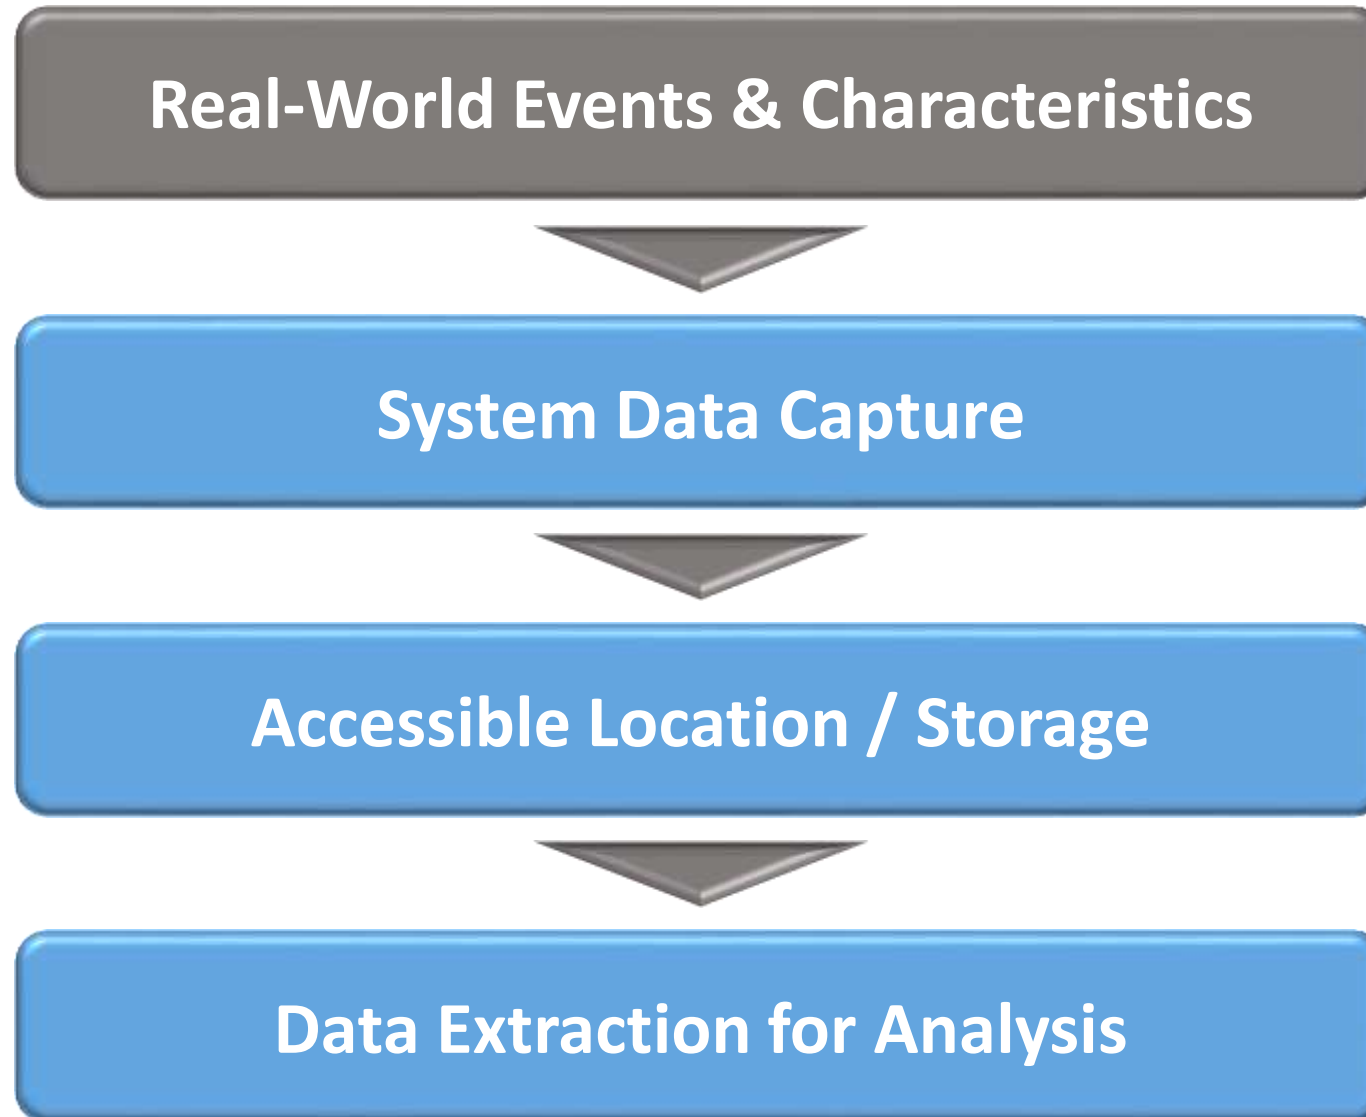 Real-World Events & Characteristics
System Data Capture
Accessible Location / Storage
Data Extraction for Analysis